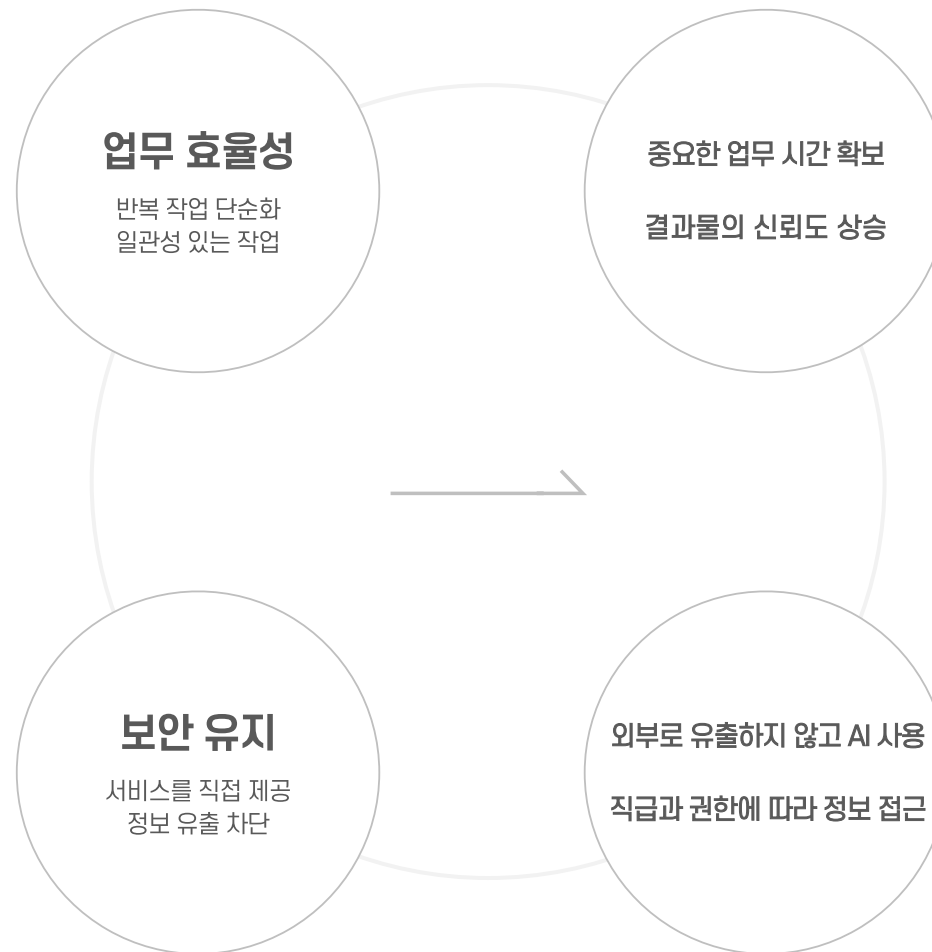 업무 효율성
반복 작업 단순화
일관성 있는 작업
중요한 업무 시간 확보
결과물의 신뢰도 상승
보안 유지
서비스를 직접 제공
정보 유출 차단
외부로 유출하지 않고 AI 사용
직급과 권한에 따라 정보 접근